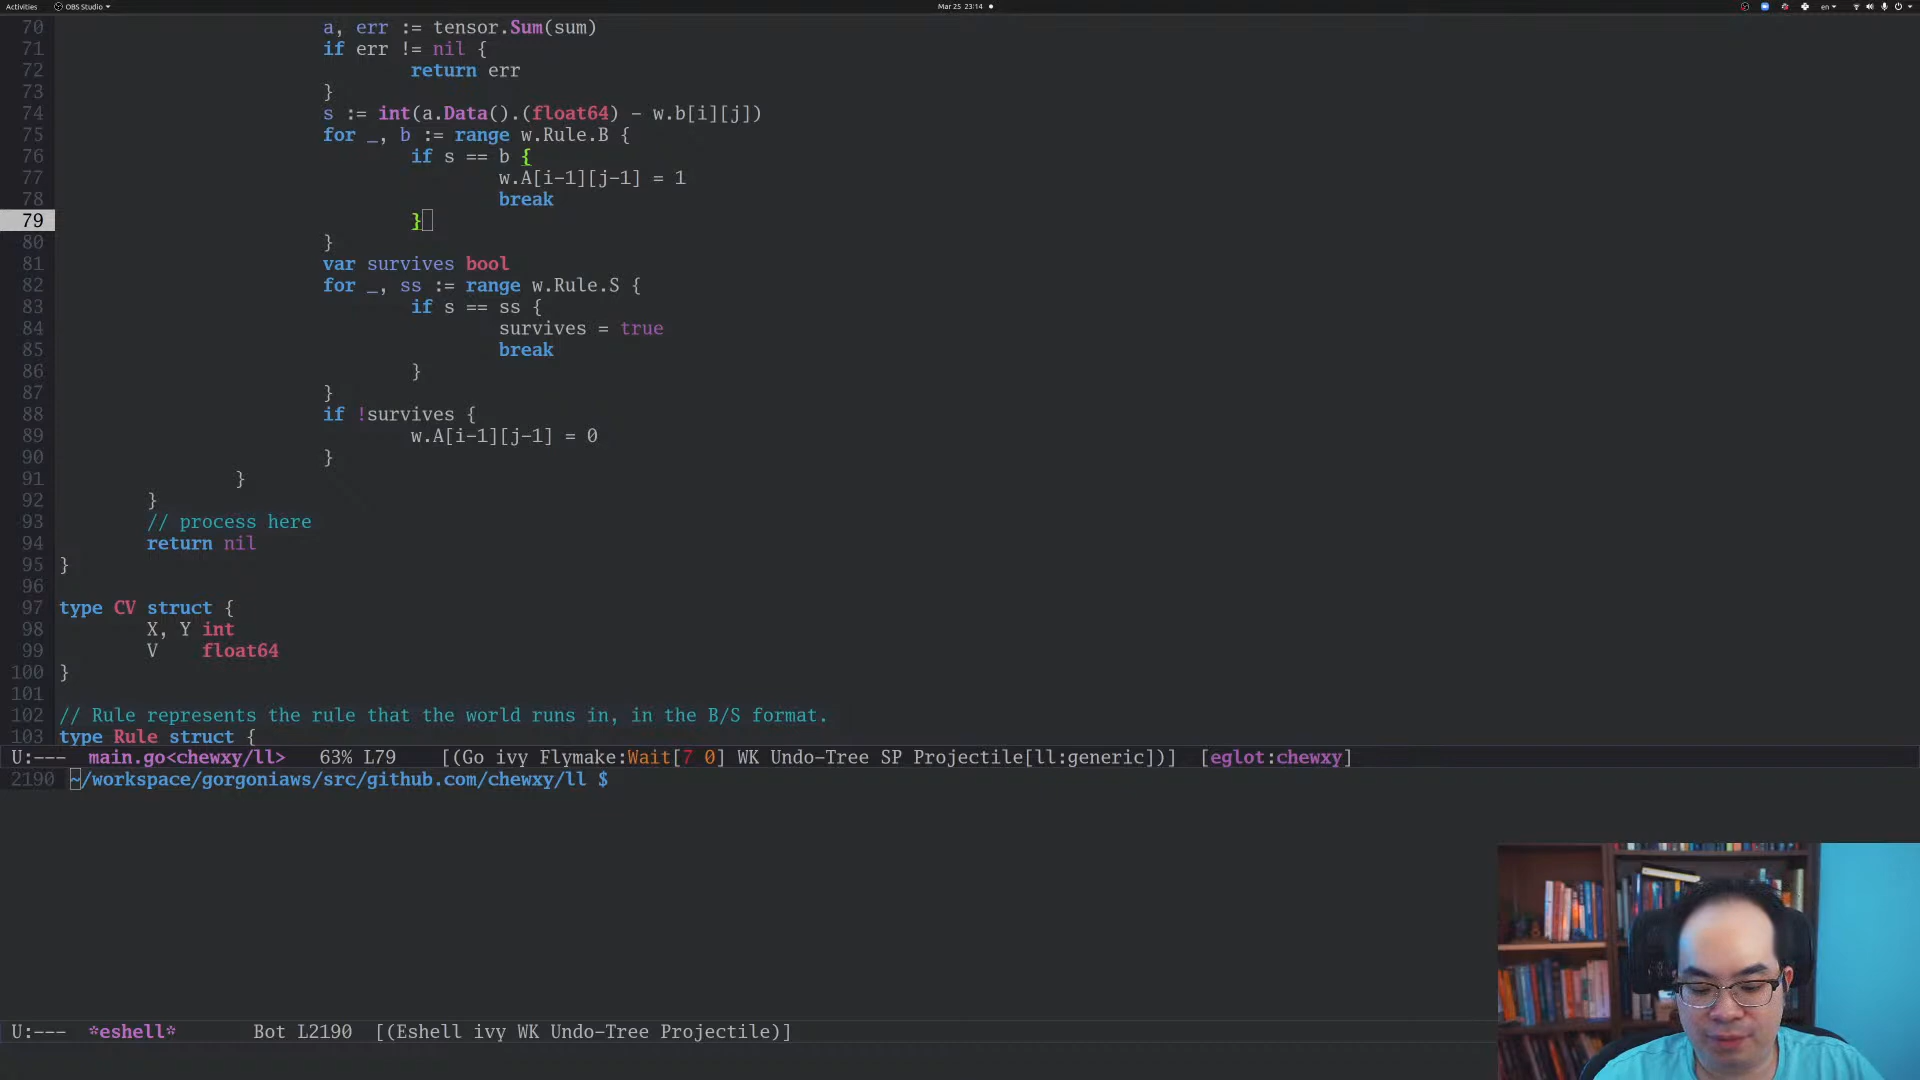 Activities OBS Studio Mar 25 23:14 en
70 a, err := tensor.Sum(sum)
71 if err != nil {
72 return err
73 }
74 s := int(a.Data().(float64) - w.b[i][j])
75 for _, b := range w.Rule.B {
76 if s == b {
77 w.A[i-1][j-1] = 1
78 break
79 }
80 }
81 var survives bool
82 for _, ss := range w.Rule.S {
83 if s == ss {
84 survives = true
85 break
86 }
87 }
88 if !survives {
89 w.A[i-1][j-1] = 0
90 }
91 }
92 }
93 // process here
94 return nil
95 }
96
97 type CV struct {
98 X, Y int
99 V float64
100 }
101
102 // Rule represents the rule that the world runs in, in the B/S format.
103 type Rule struct {
U:--- main.go<chewxy/ll> 63% L79 [(Go ivy Flymake:Wait[7 0] WK Undo-Tree SP Projectile[ll:generic])] [eglot:chewxy]
2190 ~/workspace/gorgoniaws/src/github.com/chewxy/ll $
U:--- *eshell* Bot L2190 [(Eshell ivy WK Undo-Tree Projectile)]